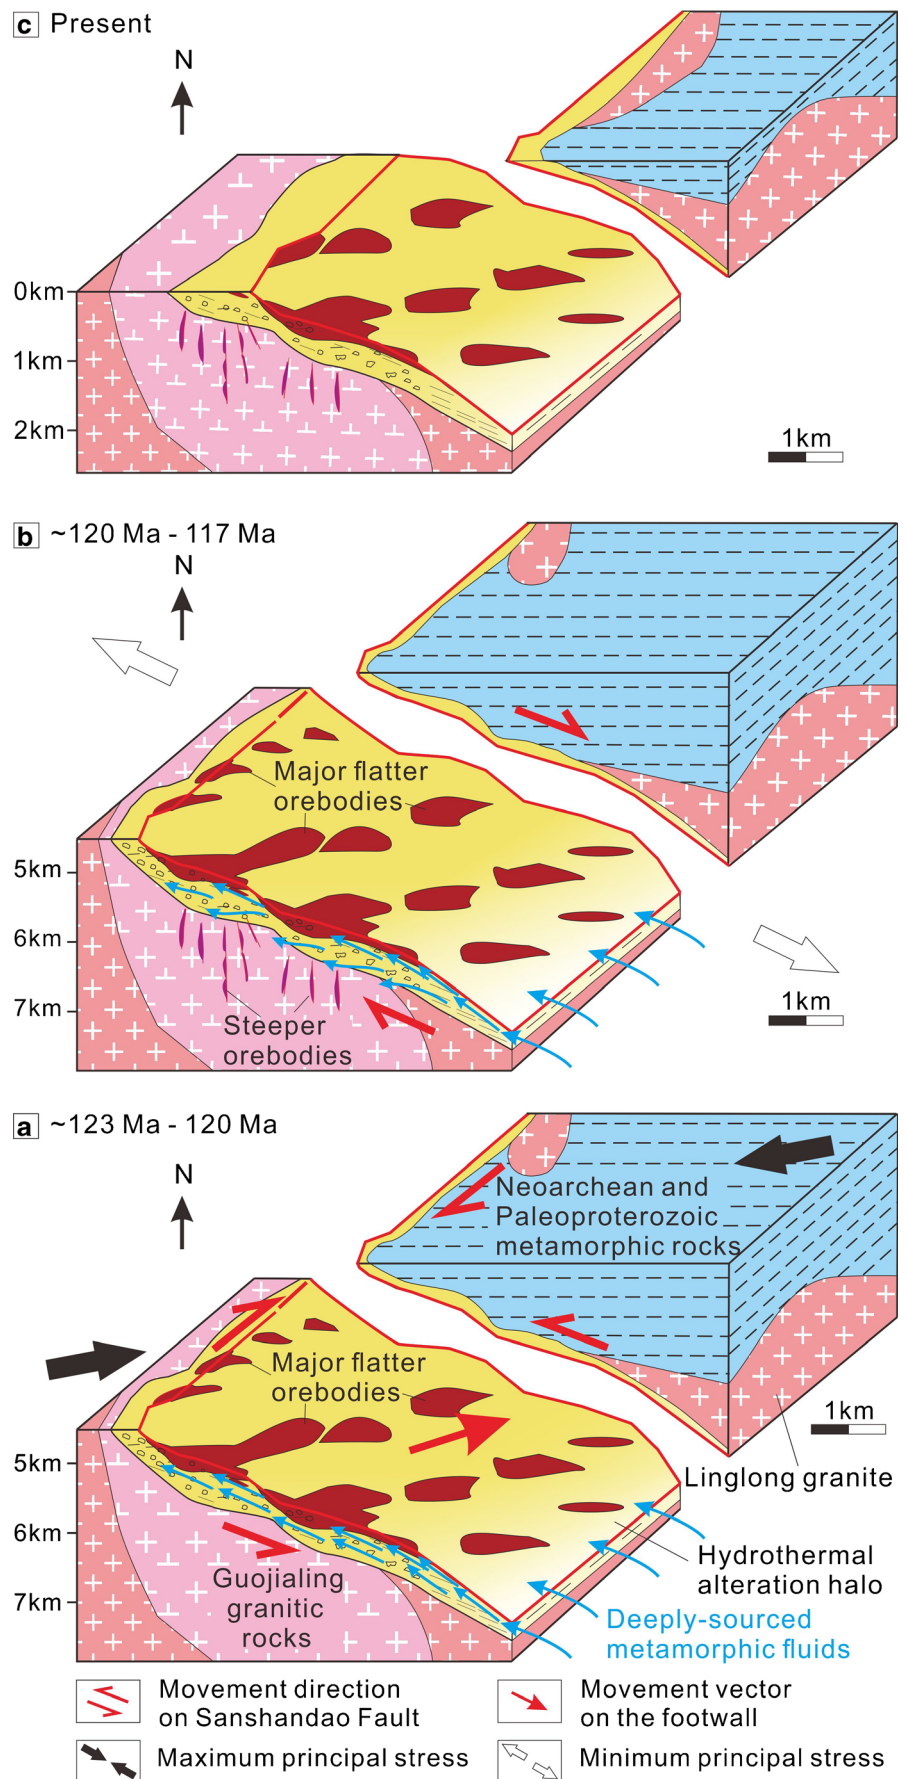 c Present
N
0km
1km
2km
1km
b ~120 Ma - 117 Ma
N
Major flatter
orebodies
5km
6km
7km
Steeper
orebodies
1km
a ~123 Ma - 120 Ma
N
Neoarchean and
Paleoproterozoic
metamorphic rocks
Major flatter
orebodies
1km
5km
6km
7km
Linglong granite
Guojialing
granitic
rocks
Hydrothermal
alteration halo
Deeply-sourced
metamorphic fluids
Movement direction
on Sanshandao Fault
Movement vector
on the footwall
Maximum principal stress
Minimum principal stress